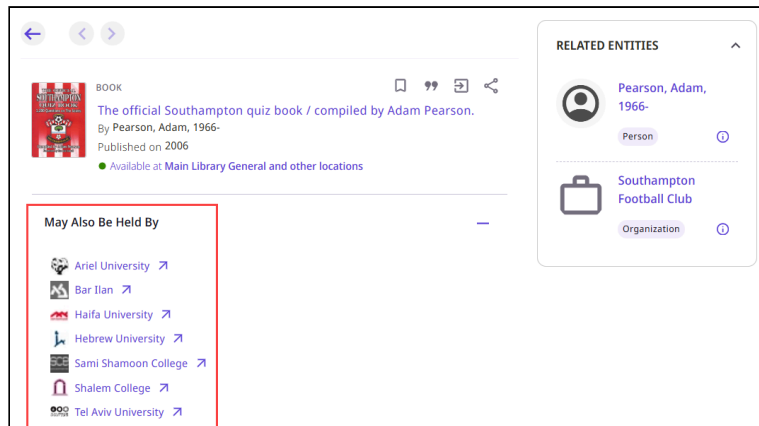 BOOK
The official Southampton quiz book / compiled by Adam Pearson.
By Pearson, Adam, 1966-
Published on 2006
Available at Main Library General and other locations
May Also Be Held By
Ariel University
Bar Ilan
Haifa University
Hebrew University
Sami Shamoon College
Shalem College
Tel Aviv University
RELATED ENTITIES
Pearson, Adam,
1966-
Person
Southampton
Football Club
Organization